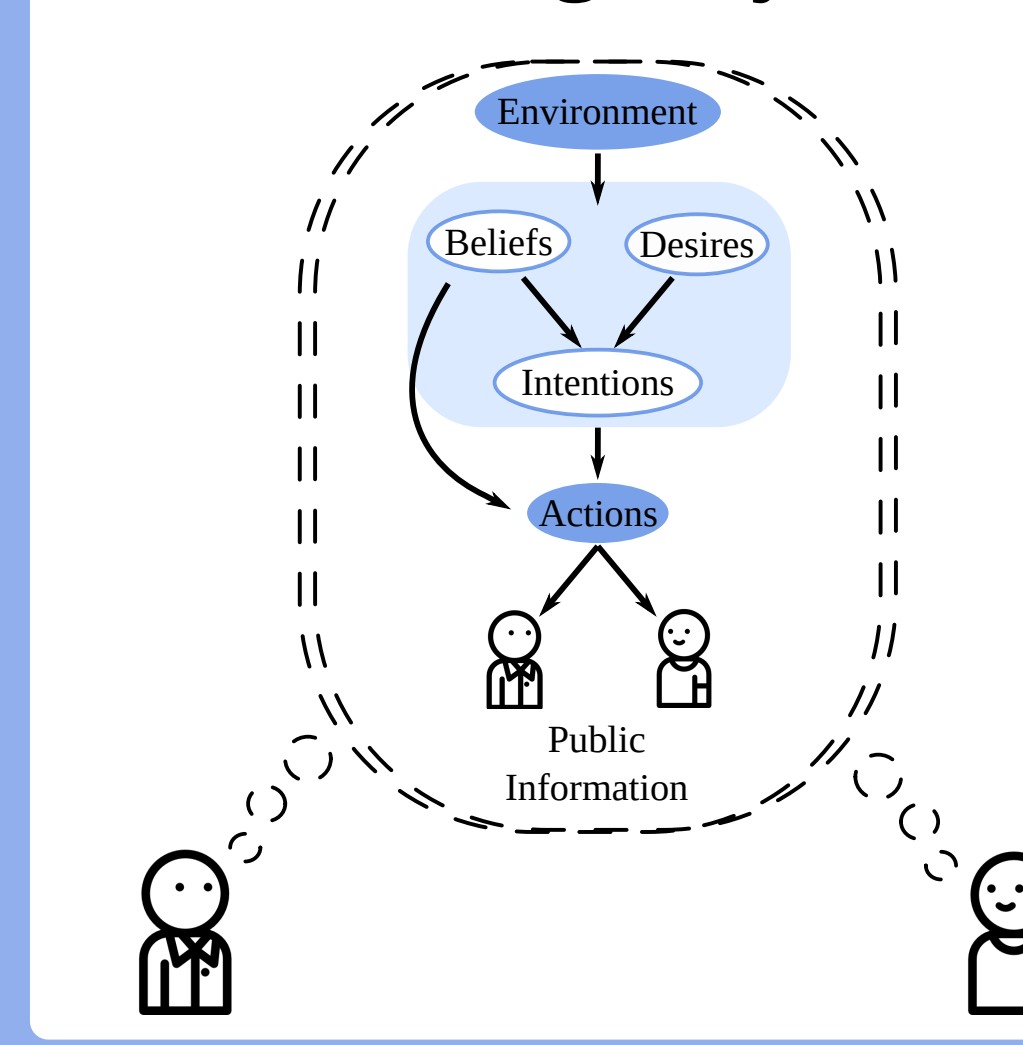 Environment
Beliefs
Desires
Intentions
Actions
Public
Information